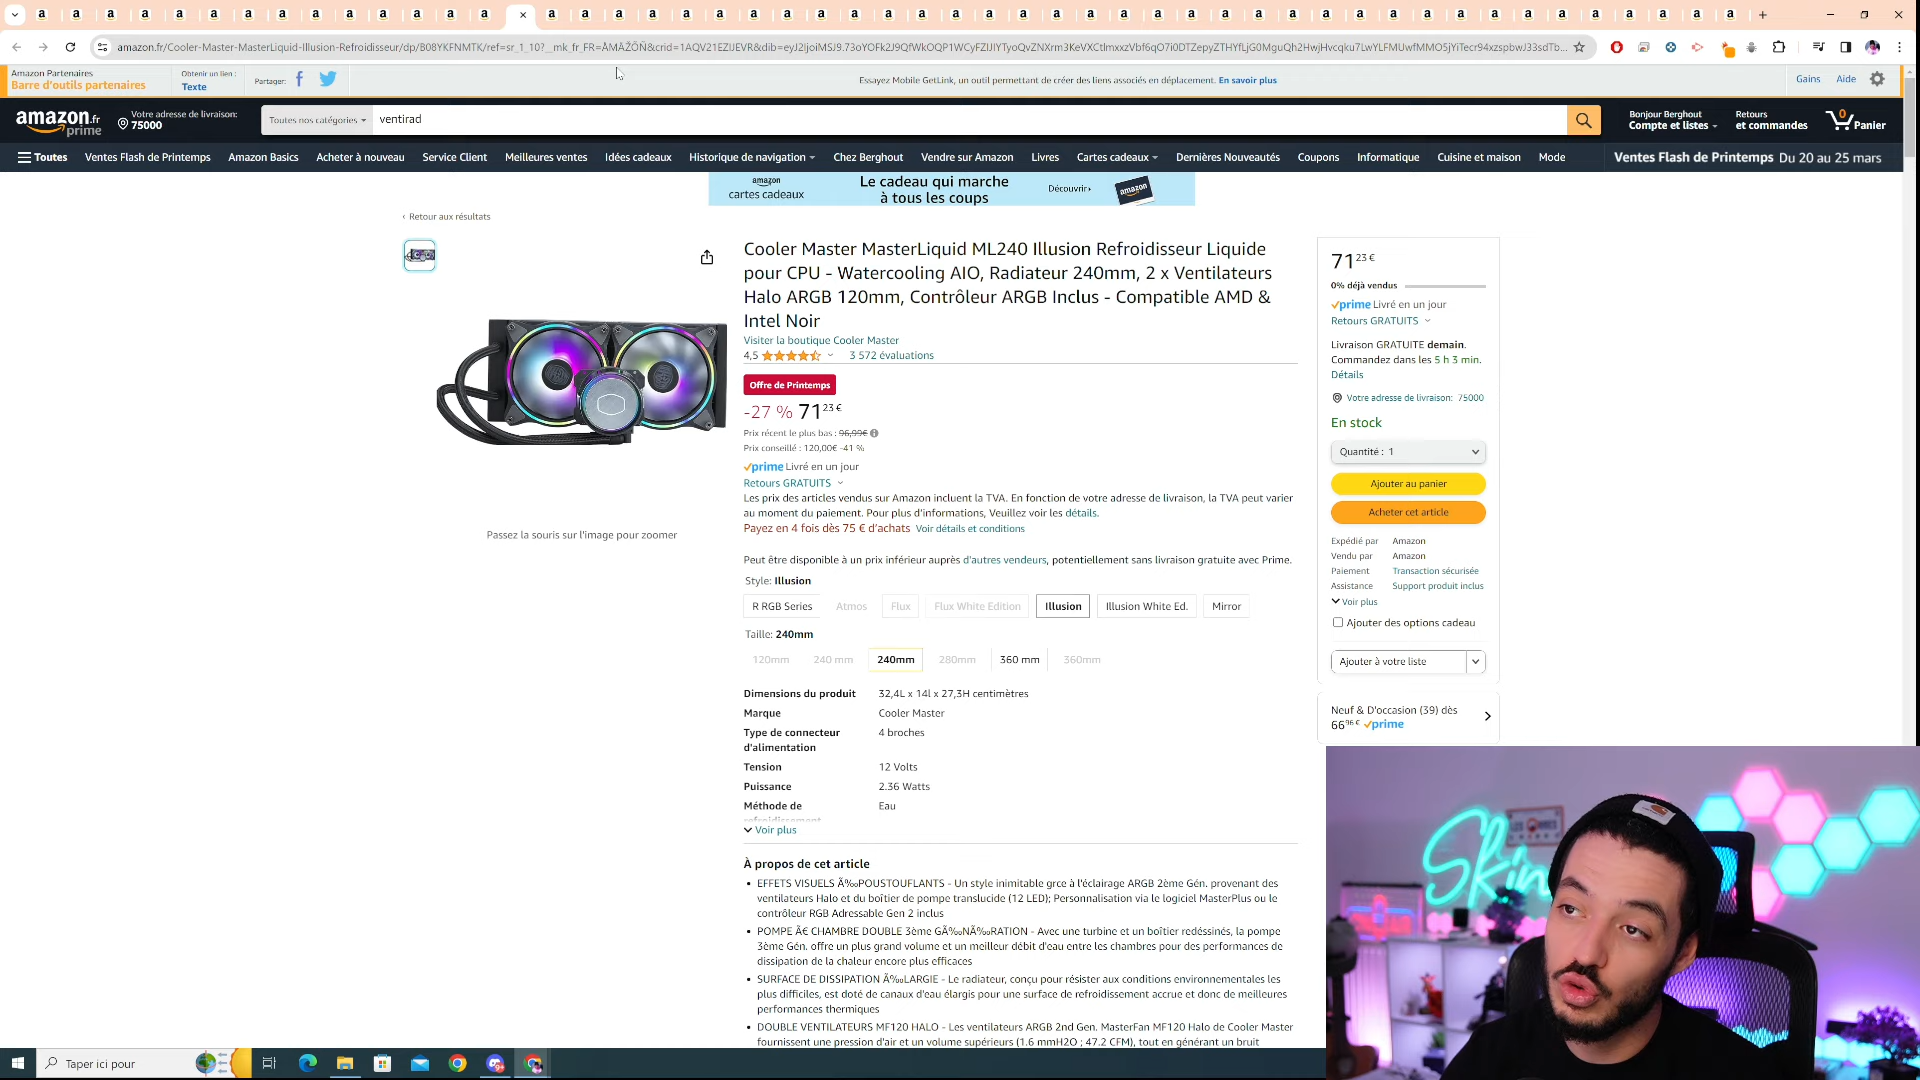 amazon.fr/Cooler-Master-MasterLiquid-Illusion-Refroidisseur/dp/B08YKFNMTK/ref=sr_1_10?__mk_fr_FR=ÅMÅŽÕÑ&crid=1AQV21EZIJEVR&dib=
Amazon Partenaires
Barre d'outils partenaires
Obtenir un lien :
Texte
Partager:
Essayez Mobile GetLink, un outil permettant de créer des liens associés en déplacement. En savoir plus
Gains
Aide
amazon.fr
prime
Votre adresse de livraison:
75000
Toutes nos catégories
ventirad
Bonjour Berghout
Compte et listes
Retours
et commandes
0
Panier
Toutes
Ventes Flash de Printemps
Amazon Basics
Acheter à nouveau
Service Client
Meilleures ventes
Idées cadeaux
Historique de navigation
Chez Berghout
Vendre sur Amazon
Livres
Cartes cadeaux
Dernières Nouveautés
Coupons
Informatique
Cuisine et maison
Mode
Ventes Flash de Printemps Du 20 au 25 mars
amazon
cartes cadeaux
Le cadeau qui marche
à tous les coups
Découvrir›
amazon
‹ Retour aux résultats
Cooler Master MasterLiquid ML240 Illusion Refroidisseur Liquide
pour CPU - Watercooling AIO, Radiateur 240mm, 2 x Ventilateurs
Halo ARGB 120mm, Contrôleur ARGB Inclus - Compatible AMD &
Intel Noir
Visiter la boutique Cooler Master
4,5
3 572 évaluations
Offre de Printemps
-27 % 71 23 €
Prix récent le plus bas : 96,99€
Prix conseillé : 120,00€ -41 %
prime Livré en un jour
Retours GRATUITS
Les prix des articles vendus sur Amazon incluent la TVA. En fonction de votre adresse de livraison, la TVA peut varier
au moment du paiement. Pour plus d'informations, Veuillez voir les détails.
Payez en 4 fois dès 75 € d'achats Voir détails et conditions
Peut être disponible à un prix inférieur auprès d'autres vendeurs, potentiellement sans livraison gratuite avec Prime.
Style: Illusion
R RGB Series
Atmos
Flux
Flux White Edition
Illusion
Illusion White Ed.
Mirror
Taille: 240mm
120mm
240 mm
240mm
280mm
360 mm
360mm
Dimensions du produit 32,4L x 14l x 27,3H centimètres
Marque Cooler Master
Type de connecteur 4 broches
d'alimentation
Tension 12 Volts
Puissance 2.36 Watts
Méthode de Eau
refroidissement
Voir plus
Passez la souris sur l'image pour zoomer
À propos de cet article
• EFFETS VISUELS Ã‰POUSTOUFLANTS - Un style inimitable grce à l'éclairage ARGB 2ème Gén. provenant des
ventilateurs Halo et du boîtier de pompe translucide (12 LED); Personnalisation via le logiciel MasterPlus ou le
contrôleur RGB Adressable Gen 2 inclus
• POMPE Ã€ CHAMBRE DOUBLE 3ème GÃ‰NÃ‰RATION - Avec une turbine et un boîtier redéssinés, la pompe
3ème Gén. offre un plus grand volume et un meilleur débit d'eau entre les chambres pour des performances de
dissipation de la chaleur encore plus efficaces
• SURFACE DE DISSIPATION Ã‰LARGIE - Le radiateur, conçu pour résister aux conditions environnementales les
plus difficiles, est doté de canaux d'eau élargis pour une surface de refroidissement accrue et donc de meilleures
performances thermiques
• DOUBLE VENTILATEURS MF120 HALO - Les ventilateurs ARGB 2nd Gen. MasterFan MF120 Halo de Cooler Master
fournissent une pression d'air et un volume supérieurs (1.6 mmH2O ; 47.2 CFM), tout en générant un bruit
71 23 €
0% déjà vendus
prime Livré en un jour
Retours GRATUITS
Livraison GRATUITE demain.
Commandez dans les 5 h 3 min.
Détails
Votre adresse de livraison: 75000
En stock
Quantité : 1
Ajouter au panier
Acheter cet article
Expédié par Amazon
Vendu par Amazon
Paiement Transaction sécurisée
Assistance Support produit inclus
Voir plus
Ajouter des options cadeau
Ajouter à votre liste
Neuf & D'occasion (39) dès
66 96 € prime
Taper ici pour